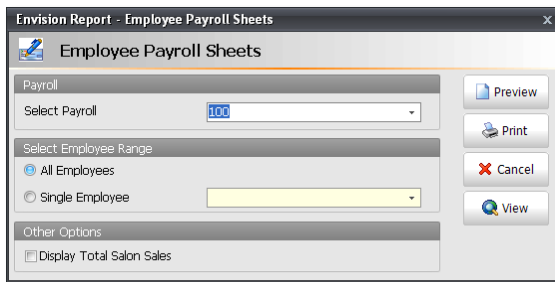 Envision Report - Employee Payroll Sheets x
Employee Payroll Sheets
Payroll
Select Payroll 100
Select Employee Range
All Employees
Single Employee
Other Options
Display Total Salon Sales
Preview
Print
Cancel
View